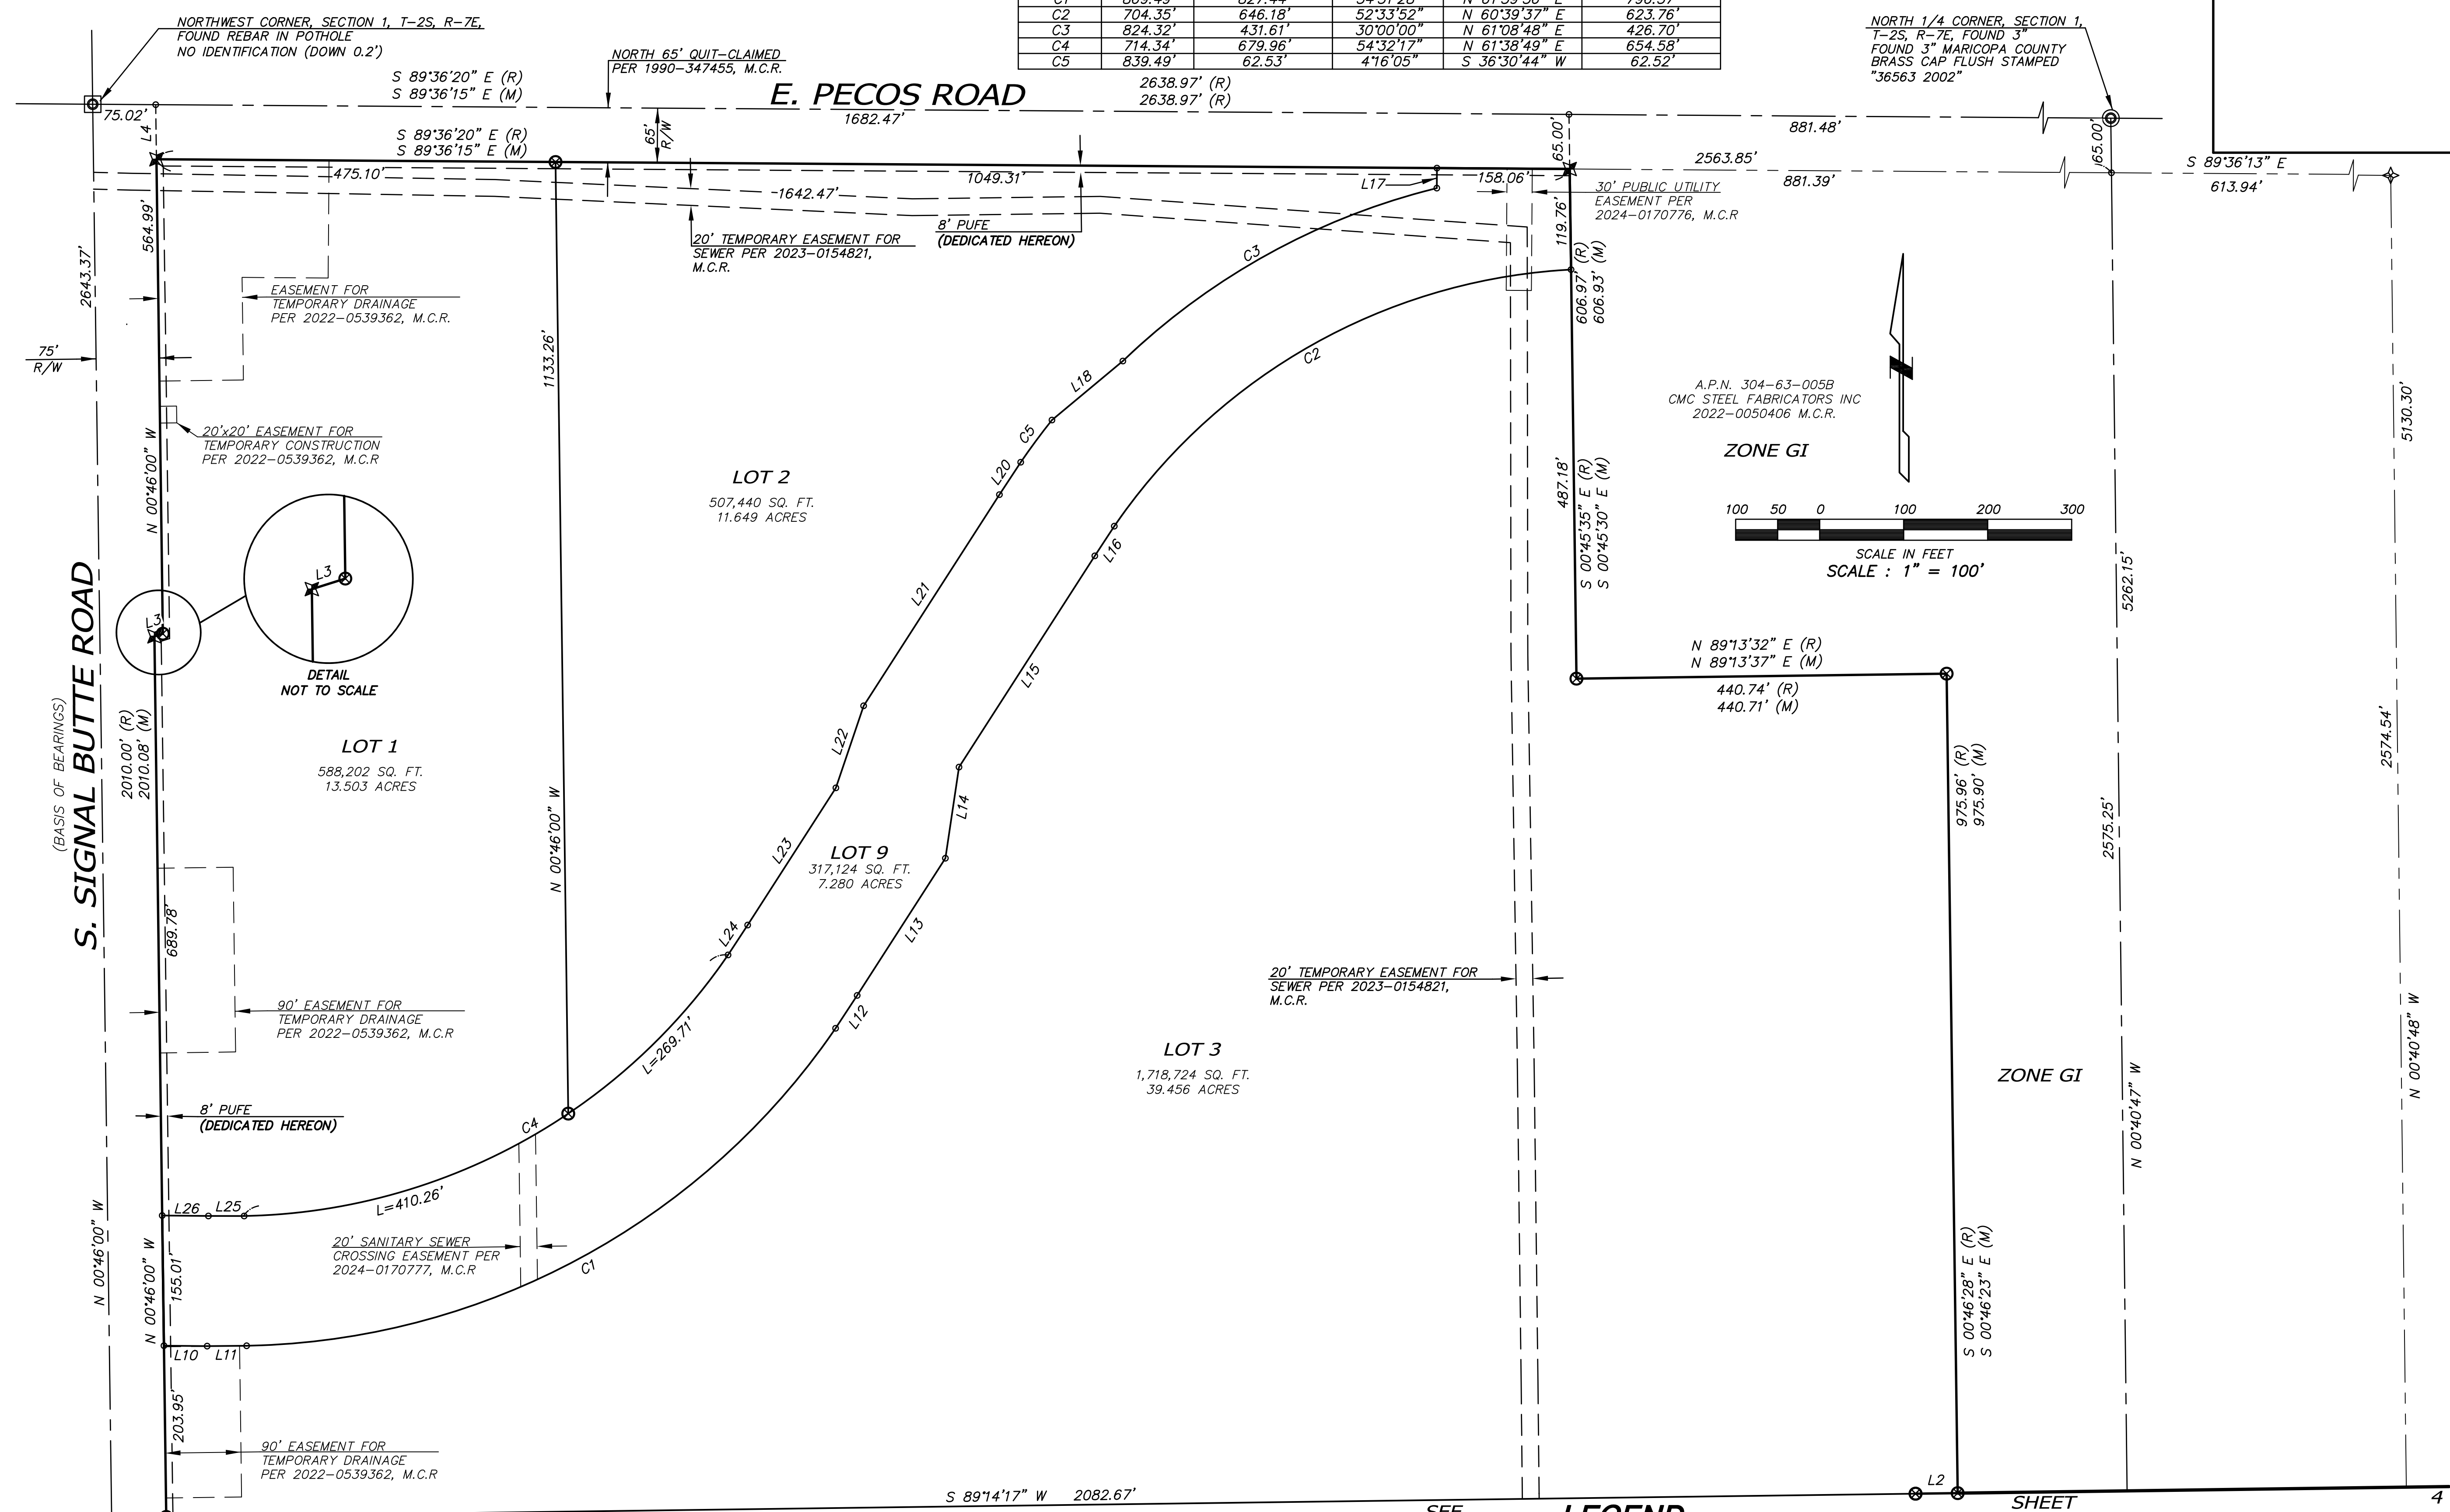 C1 869.49' 827.44' 54°31'28" N 61°39'30" E 796.57'
C2 704.35' 646.18' 52°33'52" N 60°39'37" E 623.76'
C3 824.32' 431.61' 30°00'00" N 61°08'48" E 426.70'
C4 714.34' 679.96' 54°32'17" N 61°38'49" E 654.58'
C5 839.49' 62.53' 4°16'05" S 36°30'44" W 62.52'
NORTHWEST CORNER, SECTION 1, T-2S, R-7E,
FOUND REBAR IN POTHOLE
NO IDENTIFICATION (DOWN 0.2')
NORTH 65' QUIT-CLAIMED
PER 1990-347455, M.C.R.
NORTH 1/4 CORNER, SECTION 1,
T-2S, R-7E, FOUND 3"
FOUND 3" MARICOPA COUNTY
BRASS CAP FLUSH STAMPED
"36563 2002"
S 89°36'20" E (R)
S 89°36'15" E (M)
E. PECOS ROAD
2638.97' (R)
2638.97' (R)
75.02'
1682.47'
881.48'
L4
S 89°36'20" E (R)
S 89°36'15" E (M)
65'
R/W
65.00'
65.00'
2563.85'
881.39'
S 89°36'13" E
613.94'
475.10'
1642.47'
1049.31'
L17
158.06'
30' PUBLIC UTILITY
EASEMENT PER
2024-0170776, M.C.R
20' TEMPORARY EASEMENT FOR
SEWER PER 2023-0154821,
M.C.R.
8' PUFE
(DEDICATED HEREON)
564.99'
2643.37'
119.76'
606.97' (R)
606.93' (M)
C3
C2
EASEMENT FOR
TEMPORARY DRAINAGE
PER 2022-0539362, M.C.R.
75'
R/W
1133.26'
L18
C5
L20
A.P.N. 304-63-005B
CMC STEEL FABRICATORS INC
2022-0050406 M.C.R.
ZONE GI
5130.30'
20'x20' EASEMENT FOR
TEMPORARY CONSTRUCTION
PER 2022-0539362, M.C.R
N 00°46'00" W
LOT 2
507,440 SQ. FT.
11.649 ACRES
487.18'
S 00°45'35" E (R)
S 00°45'30" E (M)
100 50 0 100 200 300
SCALE IN FEET
SCALE : 1" = 100'
L16
L21
L3
L3
DETAIL
NOT TO SCALE
5262.15'
S. SIGNAL BUTTE ROAD
(BASIS OF BEARINGS)
2010.00' (R)
2010.08' (M)
N 89°13'32" E (R)
N 89°13'37" E (M)
440.74' (R)
440.71' (M)
L15
L22
LOT 1
588,202 SQ. FT.
13.503 ACRES
2574.54'
975.96' (R)
975.90' (M)
2575.25'
L14
L23
N 00°46'00" W
LOT 9
317,124 SQ. FT.
7.280 ACRES
689.78'
L24
L13
20' TEMPORARY EASEMENT FOR
SEWER PER 2023-0154821,
M.C.R.
90' EASEMENT FOR
TEMPORARY DRAINAGE
PER 2022-0539362, M.C.R
L12
L=269.71'
LOT 3
1,718,724 SQ. FT.
39.456 ACRES
ZONE GI
N 00°40'48" W
N 00°40'47" W
8' PUFE
(DEDICATED HEREON)
C4
L26 L25
L=410.26'
20' SANITARY SEWER
CROSSING EASEMENT PER
2024-0170777, M.C.R
C1
N 00°46'00" W
N 00°46'00" W
155.01'
S 00°46'28" E (R)
S 00°46'23" E (M)
L10 L11
203.95'
90' EASEMENT FOR
TEMPORARY DRAINAGE
PER 2022-0539362, M.C.R
S 89°14'17" W 2082.67'
L2
SEE
LEGEND
SHEET
4